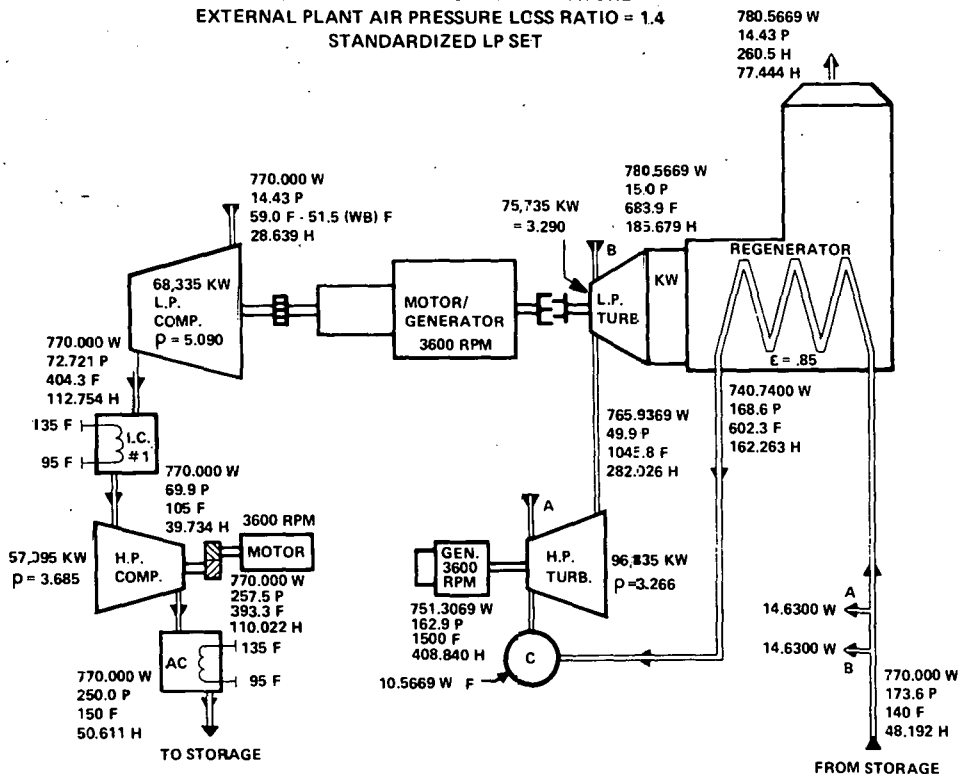 EXTERNAL PLANT AIR PRESSURE LOSS RATIO = 1.4
STANDARDIZED LP SET
780.5669 W
14.43 P
260.5 H
77.444 H
770.000 W
14.43 P
59.0 F - 51.5 (WB) F
28.639 H
780.5669 W
15.0 P
683.9 F
185.679 H
75,735 KW
= 3.290
B
REGENERATOR
KW
L.P.
TURB
MOTOR/
GENERATOR
3600 RPM
68,335 KW
L.P.
COMP.
ρ = 5.090
ε = .85
770.000 W
72.721 P
404.3 F
112.754 H
740.7400 W
168.6 P
602.3 F
162.263 H
765.9369 W
49.9 P
1045.8 F
282.026 H
135 F
I.C.
#1
95 F
770.000 W
69.9 P
105 F
39.734 H
3600 RPM
MOTOR
A
57,095 KW
ρ = 3.685
H.P.
COMP.
GEN.
3600
RPM
H.P.
TURB.
96,835 KW
ρ=3.266
770.000 W
257.5 P
393.3 F
110.022 H
751.3069 W
162.9 P
1500 F
408.840 H
14.6300 W
A
14.6300 W
B
AC
135 F
95 F
C
10.5669 W F
770.000 W
250.0 P
150 F
50.611 H
770.000 W
173.6 P
140 F
48.192 H
TO STORAGE
FROM STORAGE